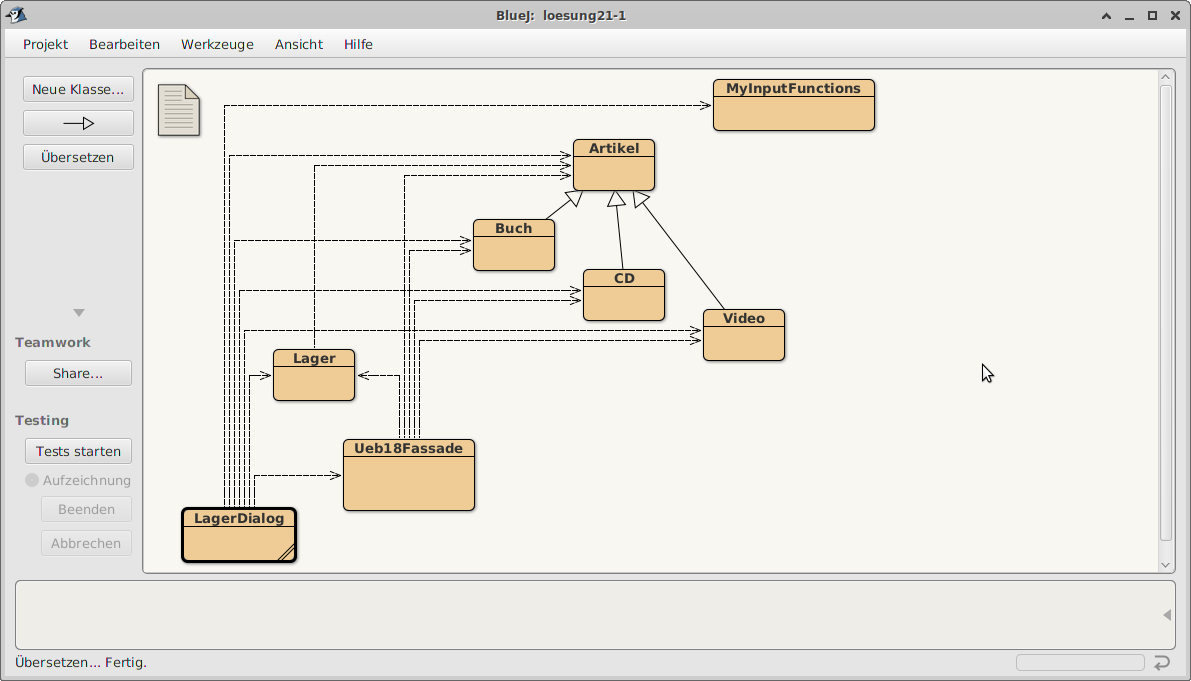 BlueJ: loesung21-1
Projekt Bearbeiten Werkzeuge Ansicht Hilfe
Neue Klasse...
Übersetzen
Teamwork
Share...
Testing
Tests starten
Aufzeichnung
Beenden
Abbrechen
MyInputFunctions
Artikel
Buch
CD
Video
Lager
Ueb18Fassade
LagerDialog
Übersetzen... Fertig.